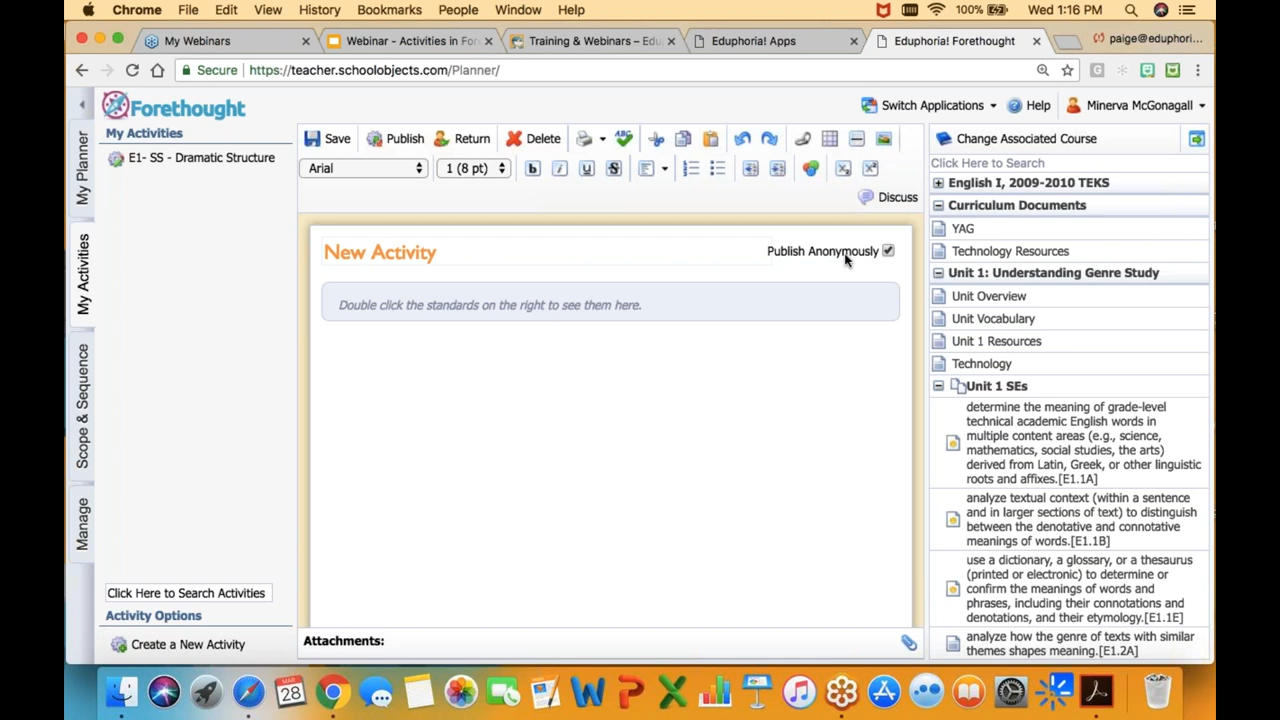 Chrome File Edit View History Bookmarks People Window Help 100% Wed 1:16 PM
My Webinars Webinar - Activities in For Training & Webinars – Edu Eduphoria! Apps Eduphoria! Forethought paige@eduphori...
Secure https://teacher.schoolobjects.com/Planner/
Forethought Switch Applications Help Minerva McGonagall
My Planner
My Activities
Scope & Sequence
Manage
My Activities
E1- SS - Dramatic Structure
Click Here to Search Activities
Activity Options
Create a New Activity
Save Publish Return Delete
Arial 1 (8 pt) b i U S
Discuss
New Activity Publish Anonymously
Double click the standards on the right to see them here.
Attachments:
Change Associated Course
Click Here to Search
English I, 2009-2010 TEKS
Curriculum Documents
YAG
Technology Resources
Unit 1: Understanding Genre Study
Unit Overview
Unit Vocabulary
Unit 1 Resources
Technology
Unit 1 SEs
determine the meaning of grade-level
technical academic English words in
multiple content areas (e.g., science,
mathematics, social studies, the arts)
derived from Latin, Greek, or other linguistic
roots and affixes.[E1.1A]
analyze textual context (within a sentence
and in larger sections of text) to distinguish
between the denotative and connotative
meanings of words.[E1.1B]
use a dictionary, a glossary, or a thesaurus
(printed or electronic) to determine or
confirm the meanings of words and
phrases, including their connotations and
denotations, and their etymology.[E1.1E]
analyze how the genre of texts with similar
themes shapes meaning.[E1.2A]
MAR
28